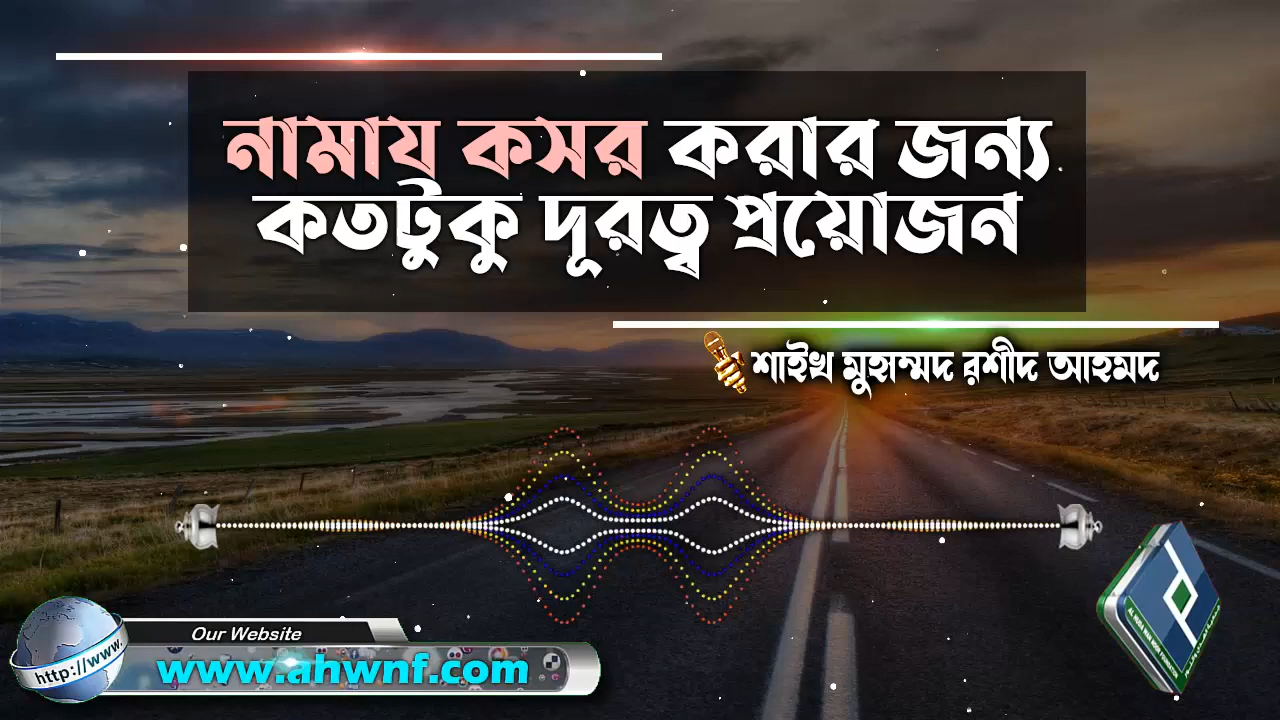 নামায কসর করার জন্য
কতটুকু দূরত্ব প্রয়োজন
শাইখ মুহাম্মদ রশীদ আহমদ
Our Website
http://www.
www.ahwnf.com